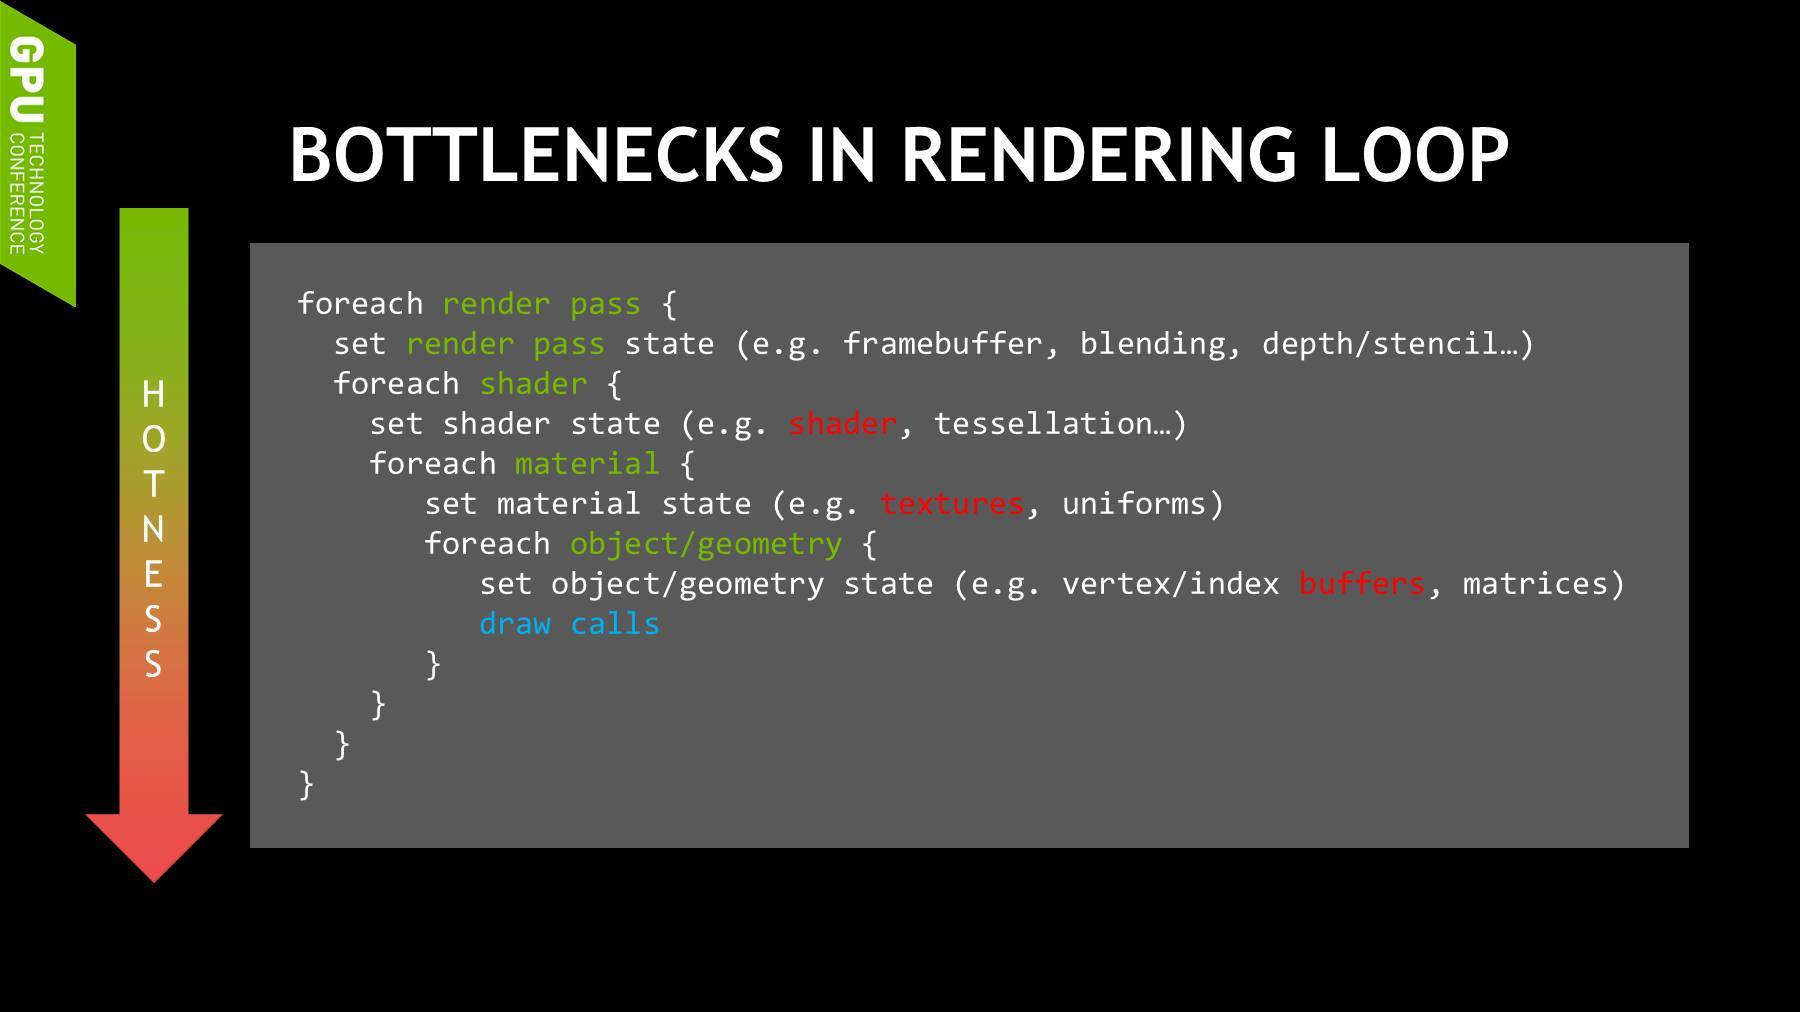 GPU TECHNOLOGY
CONFERENCE
BOTTLENECKS IN RENDERING LOOP
HOTNESS
foreach render pass {
set render pass state (e.g. framebuffer, blending, depth/stencil…)
foreach shader {
set shader state (e.g. shader, tessellation…)
foreach material {
set material state (e.g. textures, uniforms)
foreach object/geometry {
set object/geometry state (e.g. vertex/index buffers, matrices)
draw calls
}
}
}
}